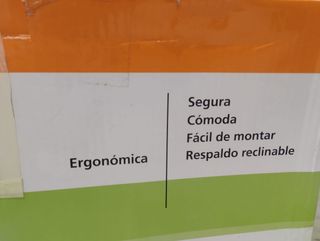 Ergonómica
Segura
Cómoda
Fácil de montar
Respaldo reclinable